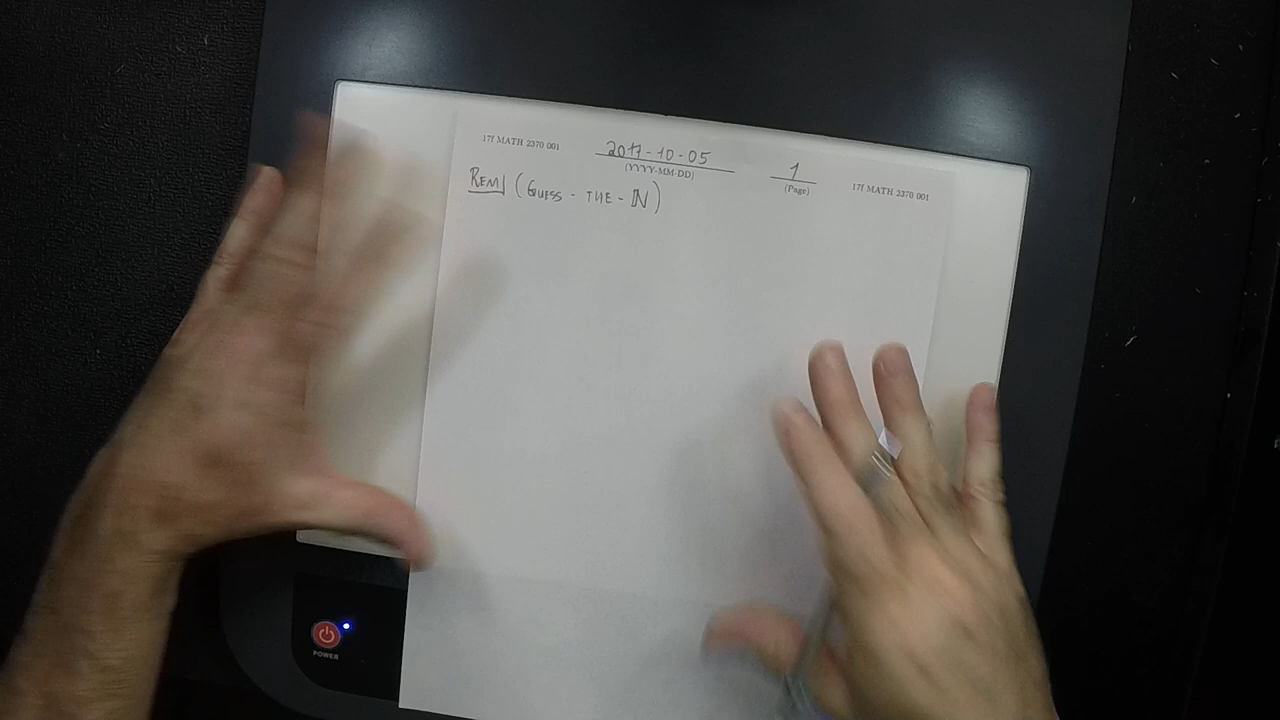 17f MATH 2370 001
2017-10-05
(YYYY-MM-DD)
1
(Page)
17f MATH 2370 001
REM (GUESS-THE-ℕ)
POWER